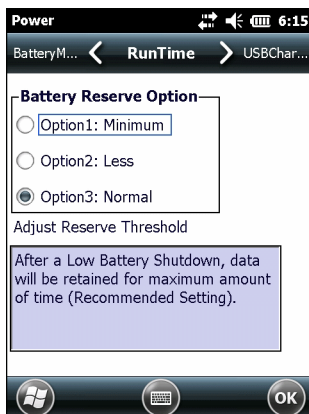 Power 6:15
BatteryM... RunTime USBChar...
Battery Reserve Option
Option1: Minimum
Option2: Less
Option3: Normal
Adjust Reserve Threshold
After a Low Battery Shutdown, data
will be retained for maximum amount
of time (Recommended Setting).
OK